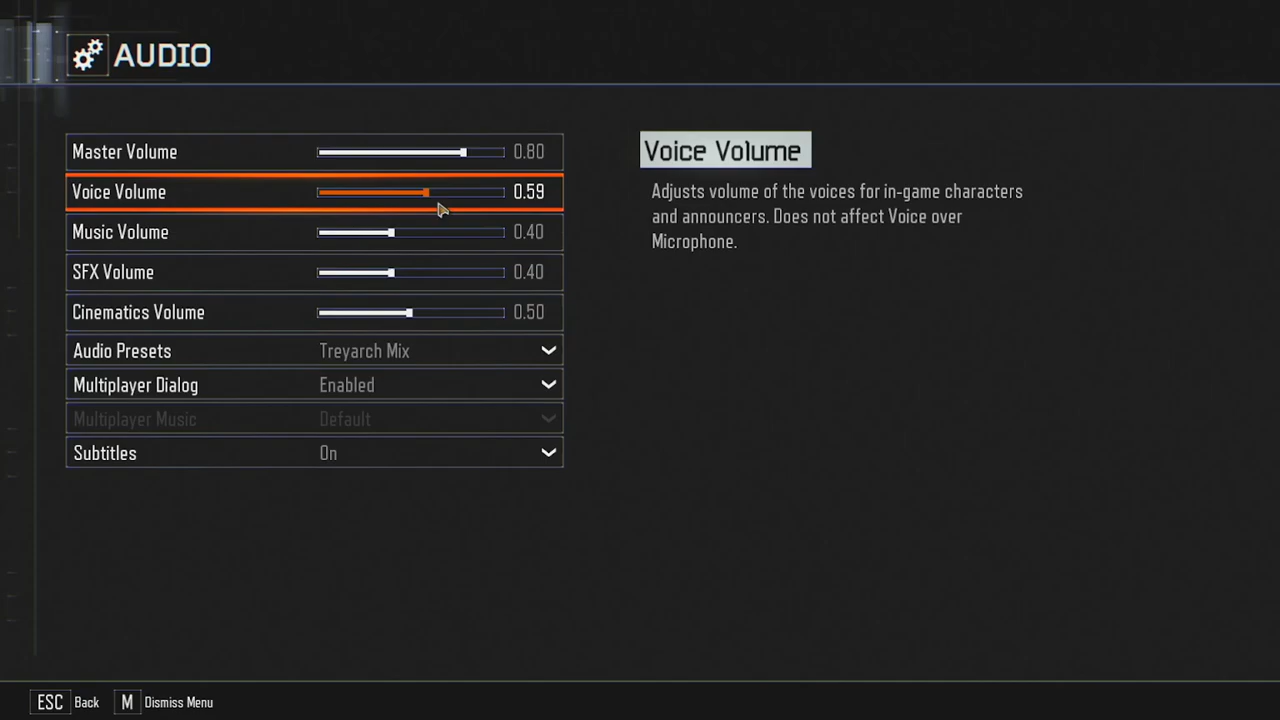 AUDIO
Master Volume 0.80
Voice Volume 0.59
Music Volume 0.40
SFX Volume 0.40
Cinematics Volume 0.50
Audio Presets Treyarch Mix
Multiplayer Dialog Enabled
Multiplayer Music Default
Subtitles On
Voice Volume
Adjusts volume of the voices for in-game characters
and announcers. Does not affect Voice over
Microphone.
ESC Back M Dismiss Menu